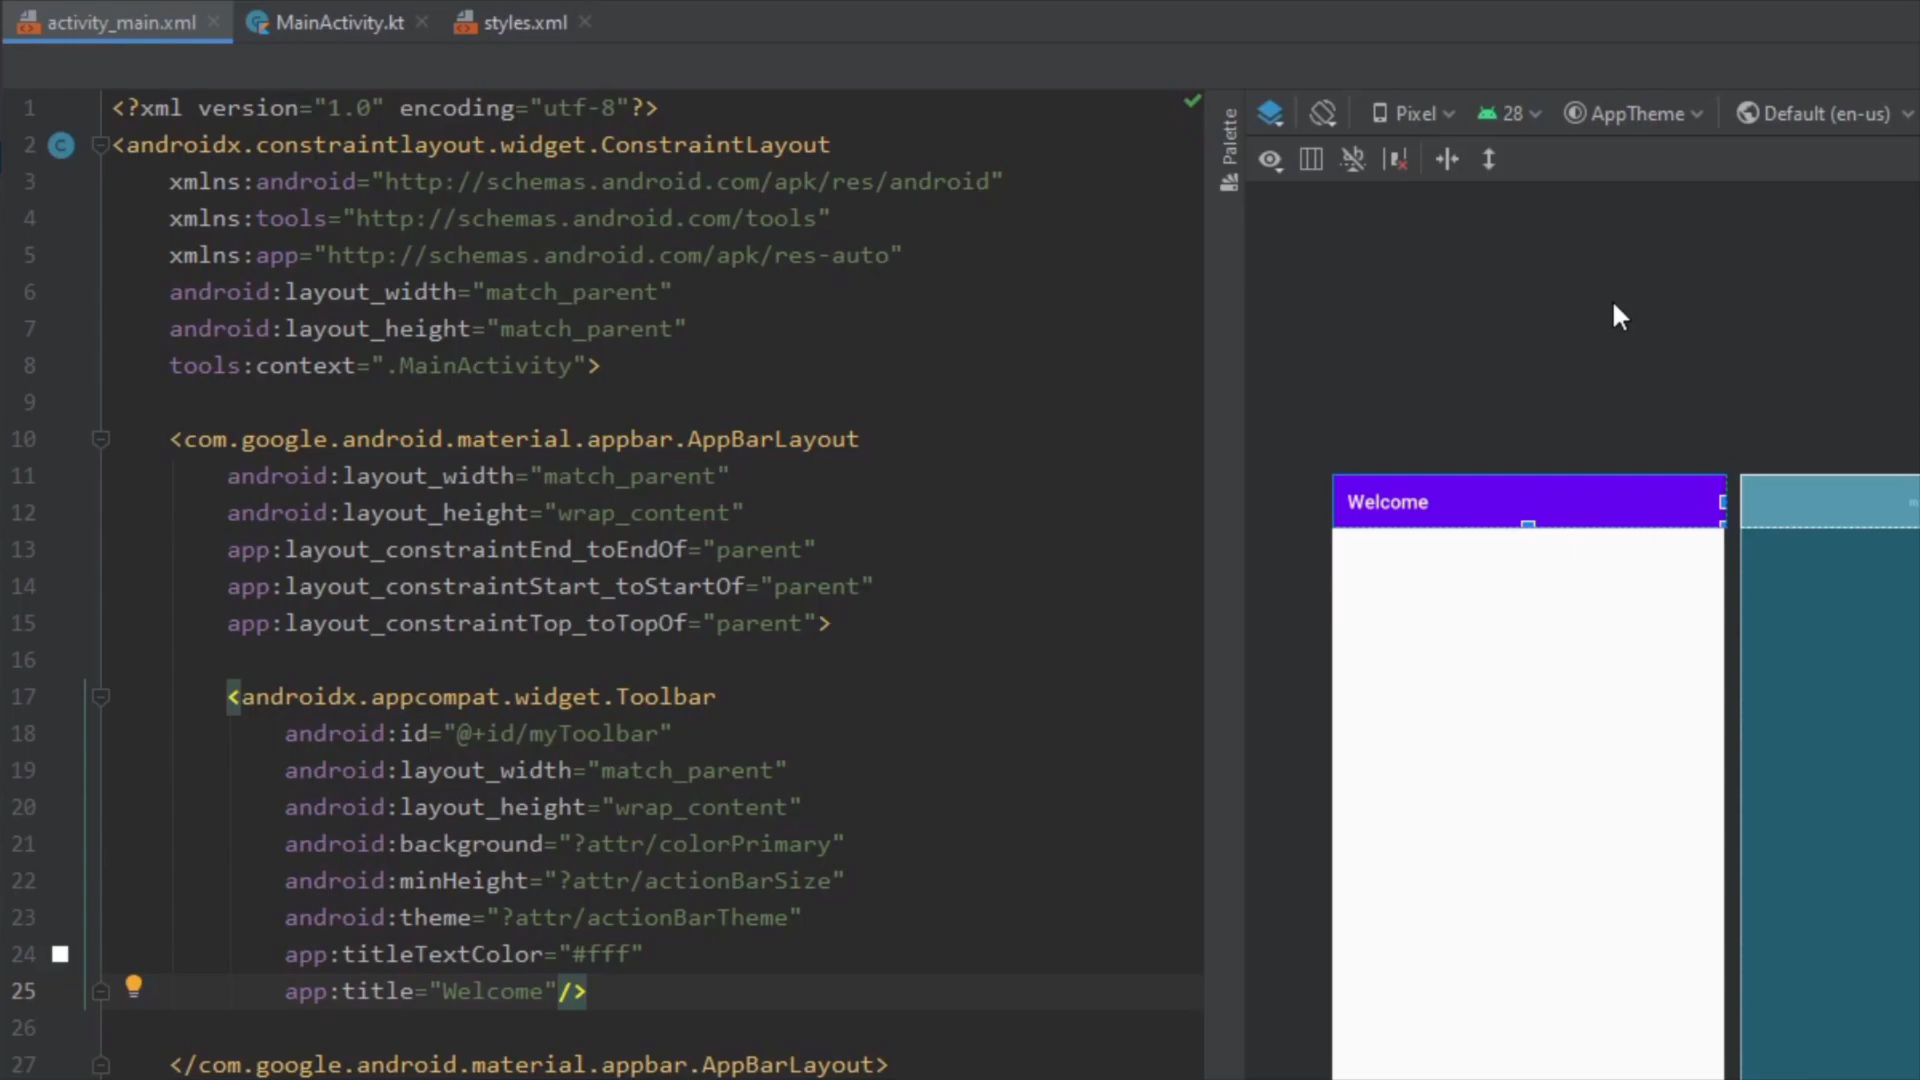 activity_main.xml MainActivity.kt styles.xml
1 <?xml version="1.0" encoding="utf-8"?>
2 <androidx.constraintlayout.widget.ConstraintLayout
3 xmlns:android="http://schemas.android.com/apk/res/android"
4 xmlns:tools="http://schemas.android.com/tools"
5 xmlns:app="http://schemas.android.com/apk/res-auto"
6 android:layout_width="match_parent"
7 android:layout_height="match_parent"
8 tools:context=".MainActivity">
9
10 <com.google.android.material.appbar.AppBarLayout
11 android:layout_width="match_parent"
12 android:layout_height="wrap_content"
13 app:layout_constraintEnd_toEndOf="parent"
14 app:layout_constraintStart_toStartOf="parent"
15 app:layout_constraintTop_toTopOf="parent">
16
17 <androidx.appcompat.widget.Toolbar
18 android:id="@+id/myToolbar"
19 android:layout_width="match_parent"
20 android:layout_height="wrap_content"
21 android:background="?attr/colorPrimary"
22 android:minHeight="?attr/actionBarSize"
23 android:theme="?attr/actionBarTheme"
24 app:titleTextColor="#fff"
25 app:title="Welcome"/>
26
27 </com.google.android.material.appbar.AppBarLayout>
Palette
Pixel 28 AppTheme Default (en-us)
Welcome